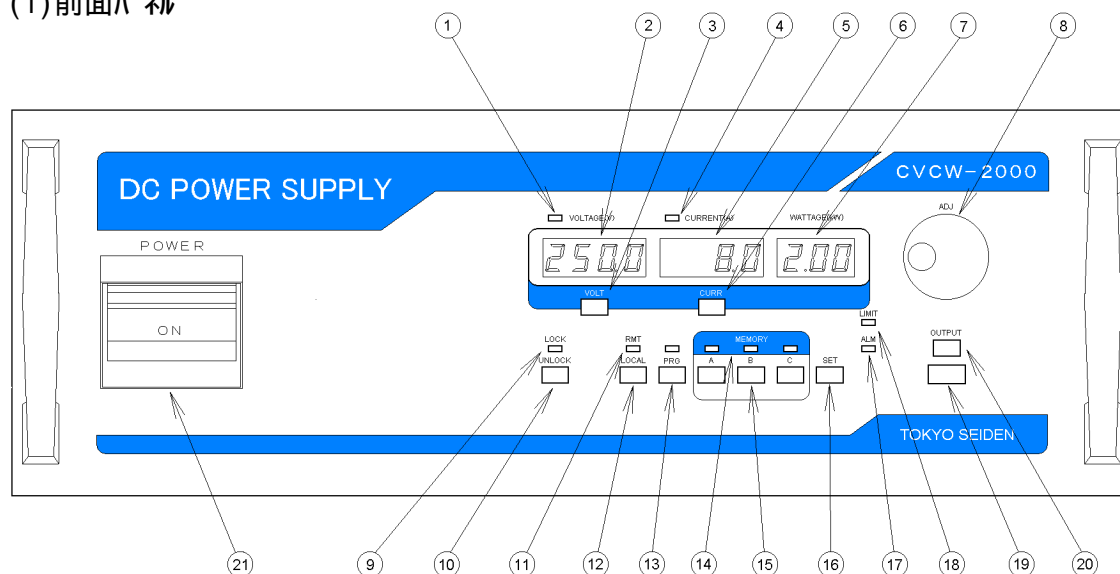 (1)前面ﾊﾟﾈﾙ
1 2 3 4 5 6 7 8
DC POWER SUPPLY
CVCW-2000
VOLTAGE(V) CURRENT(A) WATTAGE(kW)
ADJ
POWER
250.0 8.0 2.00
VOLT CURR
ON
LIMIT
LOCK RMT MEMORY ALM OUTPUT
UNLOCK LOCAL PRG A B C SET
TOKYO SEIDEN
21 9 10 11 12 13 14 15 16 17 18 19 20